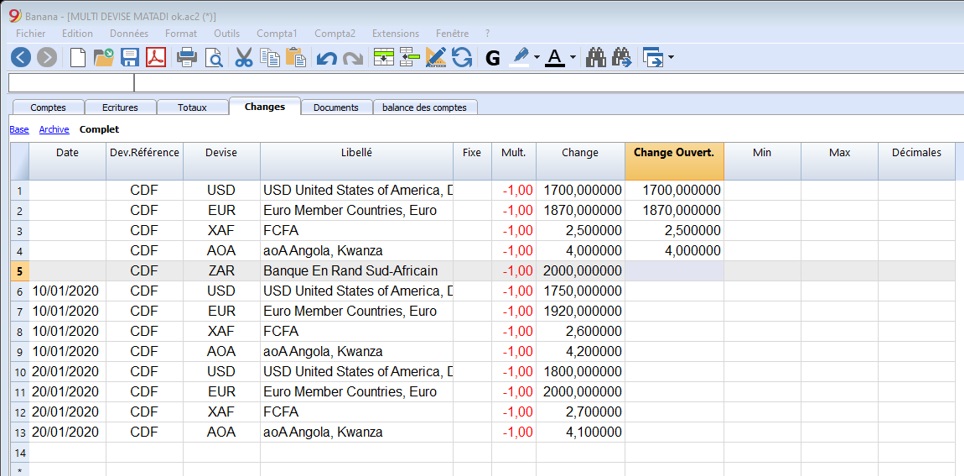 Banana - [MULTI DEVISE MATADI ok.ac2 (*)]
Fichier Edition Données Format Outils Compta1 Compta2 Extensions Fenêtre ?
G A
Comptes Ecritures Totaux Changes Documents balance des comptes
Base Archive Complet
Date Dev.Référence Devise Libellé Fixe Mult. Change Change Ouvert. Min Max Décimales
1 CDF USD USD United States of America, D -1,00 1700,000000 1700,000000
2 CDF EUR Euro Member Countries, Euro -1,00 1870,000000 1870,000000
3 CDF XAF FCFA -1,00 2,500000 2,500000
4 CDF AOA aoA Angola, Kwanza -1,00 4,000000 4,000000
5 CDF ZAR Banque En Rand Sud-Africain -1,00 2000,000000
6 10/01/2020 CDF USD USD United States of America, D -1,00 1750,000000
7 10/01/2020 CDF EUR Euro Member Countries, Euro -1,00 1920,000000
8 10/01/2020 CDF XAF FCFA -1,00 2,600000
9 10/01/2020 CDF AOA aoA Angola, Kwanza -1,00 4,200000
10 20/01/2020 CDF USD USD United States of America, D -1,00 1800,000000
11 20/01/2020 CDF EUR Euro Member Countries, Euro -1,00 2000,000000
12 20/01/2020 CDF XAF FCFA -1,00 2,700000
13 20/01/2020 CDF AOA aoA Angola, Kwanza -1,00 4,100000
14
*